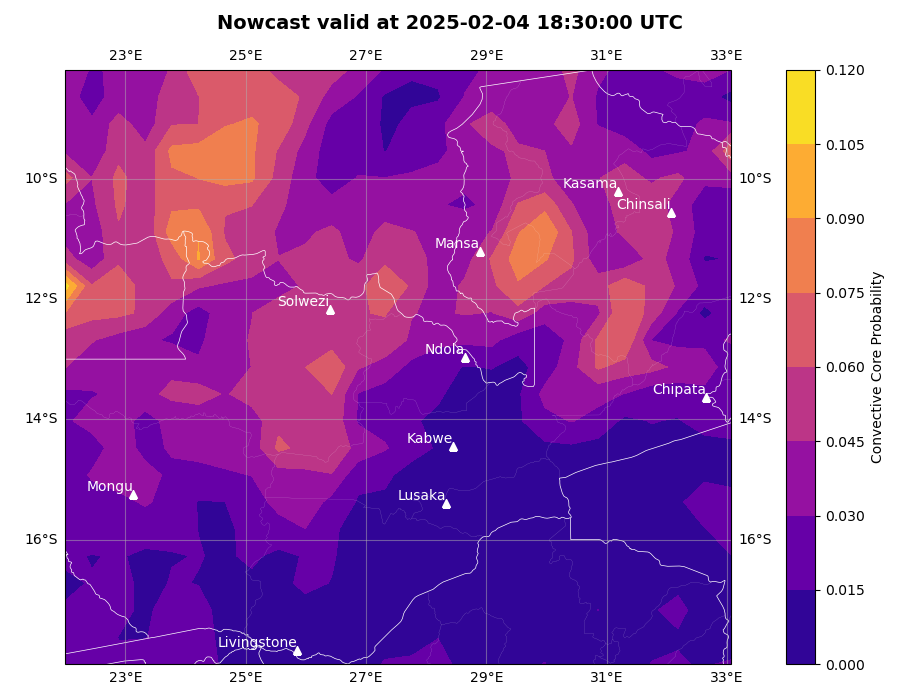 Nowcast valid at 2025-02-04 18:30:00 UTC
23°E 25°E 27°E 29°E 31°E 33°E
0.120
0.105
10°S 10°S
Kasama
Chinsali
0.090
Mansa
0.075
12°S 12°S
Solwezi
Ndola
0.060
Chipata
14°S 14°S
Kabwe
0.045
Mongu
Lusaka
0.030
16°S 16°S
0.015
Livingstone
0.000
23°E 25°E 27°E 29°E 31°E 33°E
Convective Core Probability